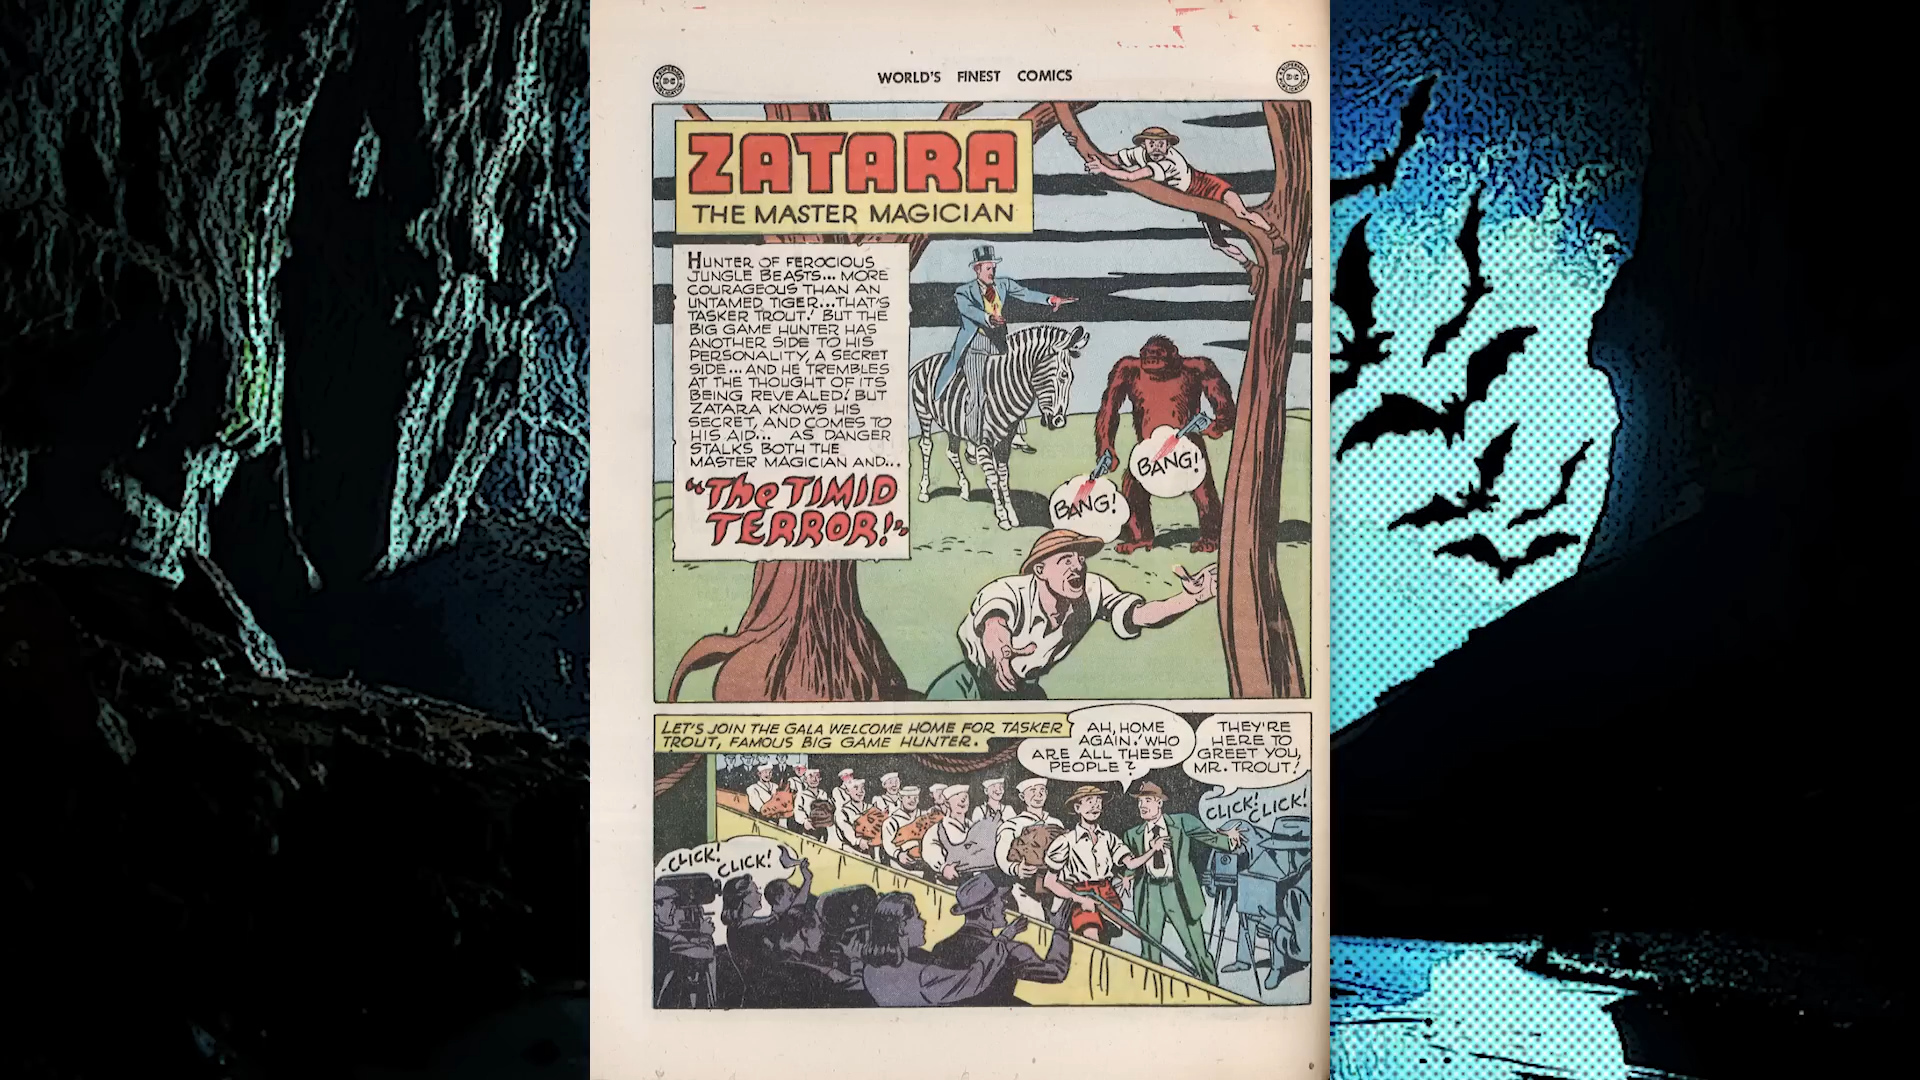 WORLD'S FINEST COMICS
ZATARA
THE MASTER MAGICIAN
HUNTER OF FEROCIOUS
JUNGLE BEASTS... MORE
COURAGEOUS THAN AN
UNTAMED TIGER...THAT'S
TASKER TROUT! BUT THE
BIG GAME HUNTER HAS
ANOTHER SIDE TO HIS
PERSONALITY, A SECRET
SIDE...AND HE TREMBLES
AT THE THOUGHT OF ITS
BEING REVEALED! BUT
ZATARA KNOWS HIS
SECRET, AND COMES TO
HIS AID... AS DANGER
STALKS BOTH THE
MASTER MAGICIAN AND...
"The TIMID
TERROR!"
BANG!
BANG!
LET'S JOIN THE GALA WELCOME HOME FOR TASKER
TROUT, FAMOUS BIG GAME HUNTER.
AH, HOME
AGAIN! WHO
ARE ALL THESE
PEOPLE?
THEY'RE
HERE TO
GREET YOU,
MR. TROUT!
CLICK!
CLICK!
CLICK!
CLICK!